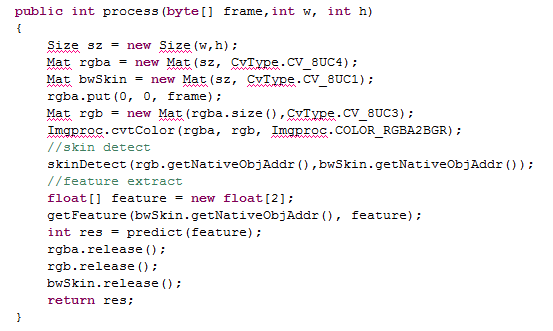 public int process(byte[] frame,int w, int h)
{
    Size sz = new Size(w,h);
    Mat rgba = new Mat(sz, CvType.CV_8UC4);
    Mat bwSkin = new Mat(sz, CvType.CV_8UC1);
    rgba.put(0, 0, frame);
    Mat rgb = new Mat(rgba.size(),CvType.CV_8UC3);
    Imgproc.cvtColor(rgba, rgb, Imgproc.COLOR_RGBA2BGR);
    //skin detect
    skinDetect(rgb.getNativeObjAddr(),bwSkin.getNativeObjAddr());
    //feature extract
    float[] feature = new float[2];
    getFeature(bwSkin.getNativeObjAddr(), feature);
    int res = predict(feature);
    rgba.release();
    rgb.release();
    bwSkin.release();
    return res;
}